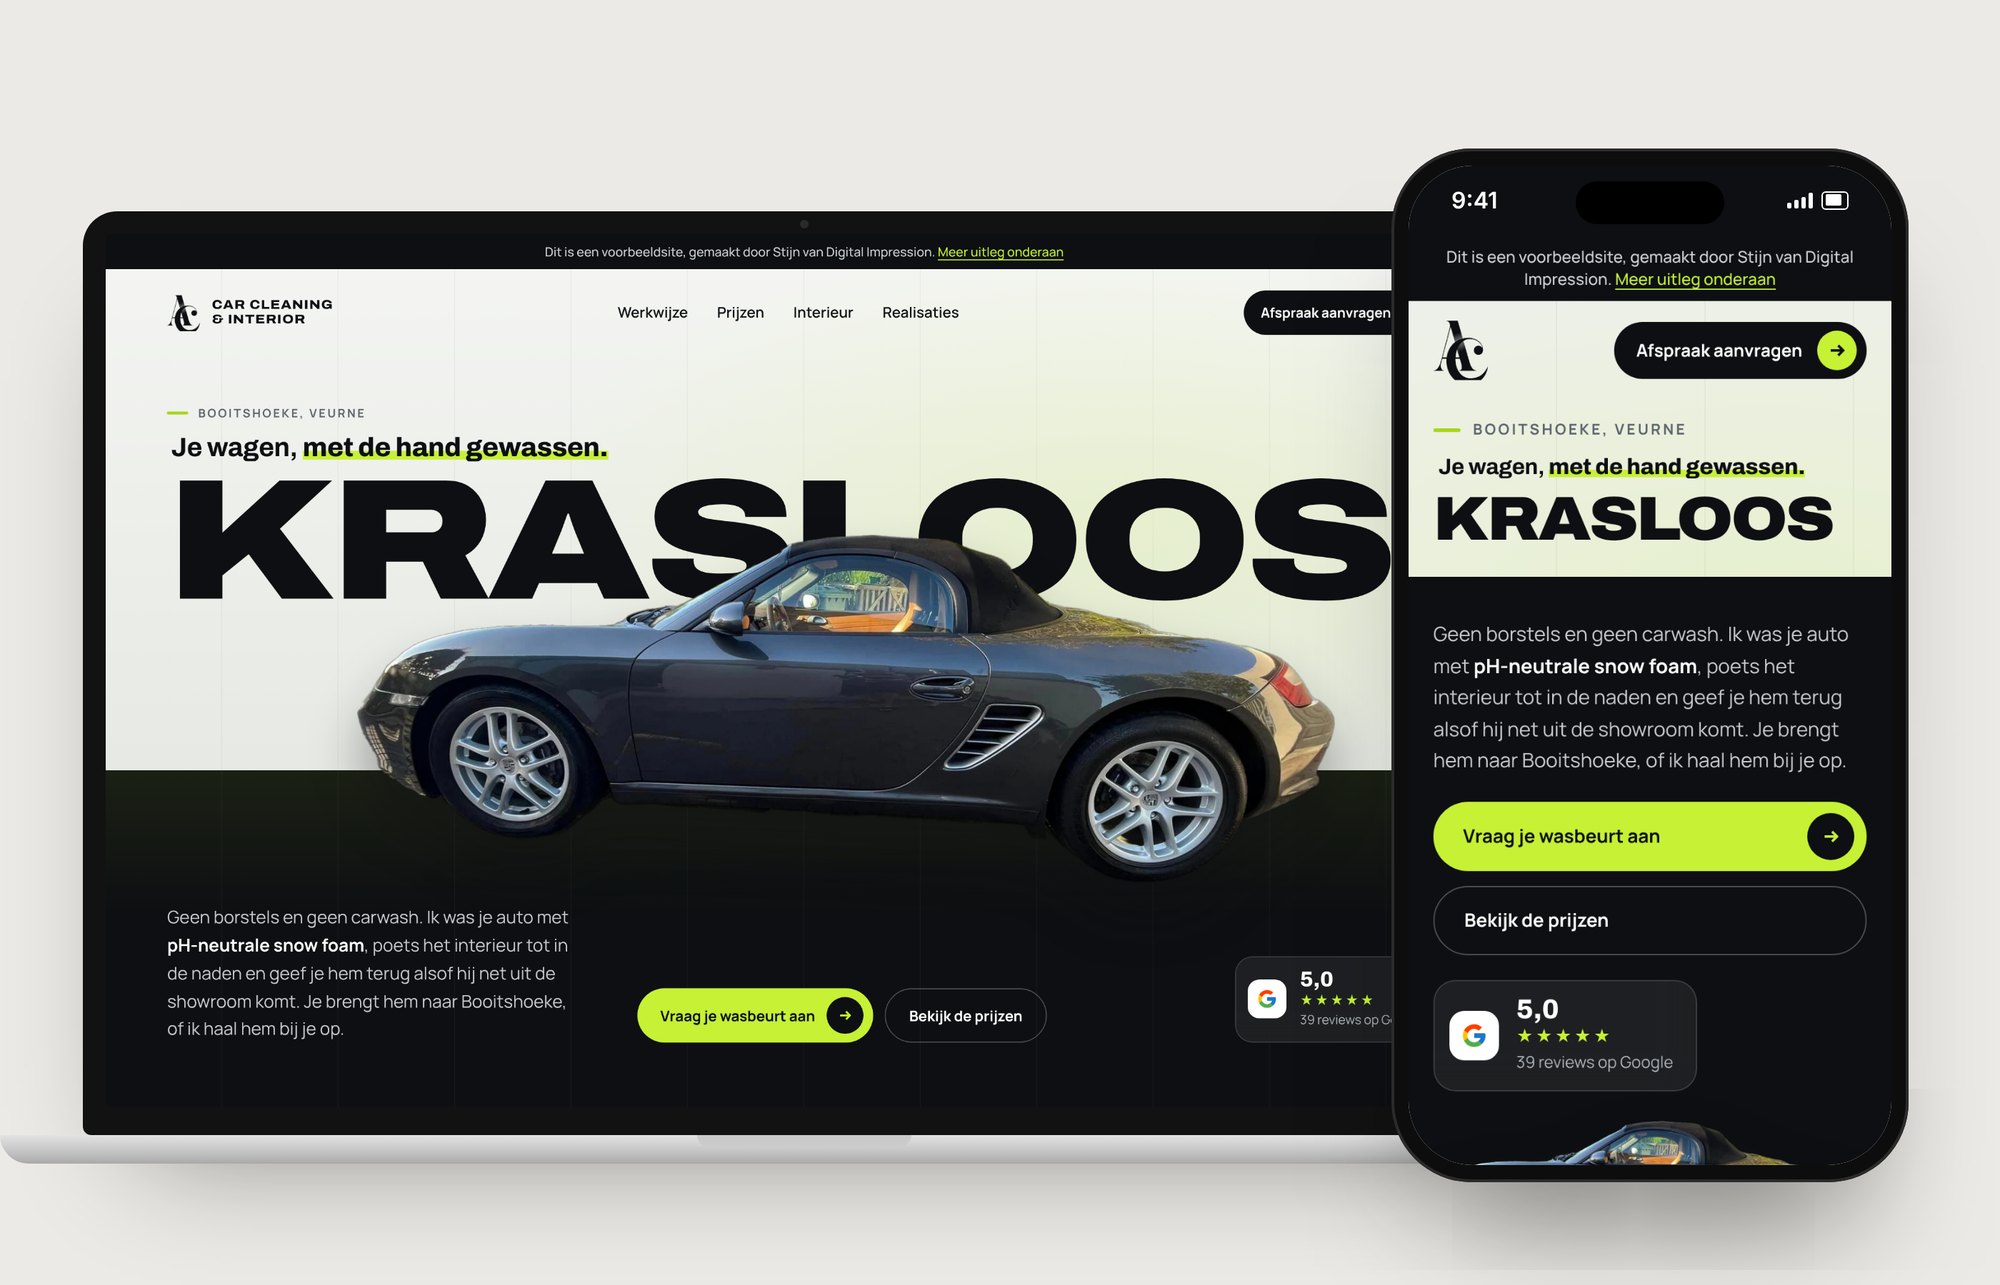 Dit is een voorbeeldsite, gemaakt door Stijn van Digital Impression. Meer uitleg onderaan
AC
CAR CLEANING
& INTERIOR
Werkwijze
Prijzen
Interieur
Realisaties
Afspraak aanvragen
BOOITSHOEKE, VEURNE
Je wagen, met de hand gewassen.
KRASLOOS
Geen borstels en geen carwash. Ik was je auto met
pH-neutrale snow foam, poets het interieur tot in
de naden en geef je hem terug alsof hij net uit de
showroom komt. Je brengt hem naar Booitshoeke,
of ik haal hem bij je op.
Vraag je wasbeurt aan
Bekijk de prijzen
G
5,0
39 reviews op
9:41
Dit is een voorbeeldsite, gemaakt door Stijn van Digital
Impression. Meer uitleg onderaan
AC
Afspraak aanvragen
BOOITSHOEKE, VEURNE
Je wagen, met de hand gewassen.
KRASLOOS
Geen borstels en geen carwash. Ik was je auto
met pH-neutrale snow foam, poets het
interieur tot in de naden en geef je hem terug
alsof hij net uit de showroom komt. Je brengt
hem naar Booitshoeke, of ik haal hem bij je op.
Vraag je wasbeurt aan
Bekijk de prijzen
G
5,0
39 reviews op Google